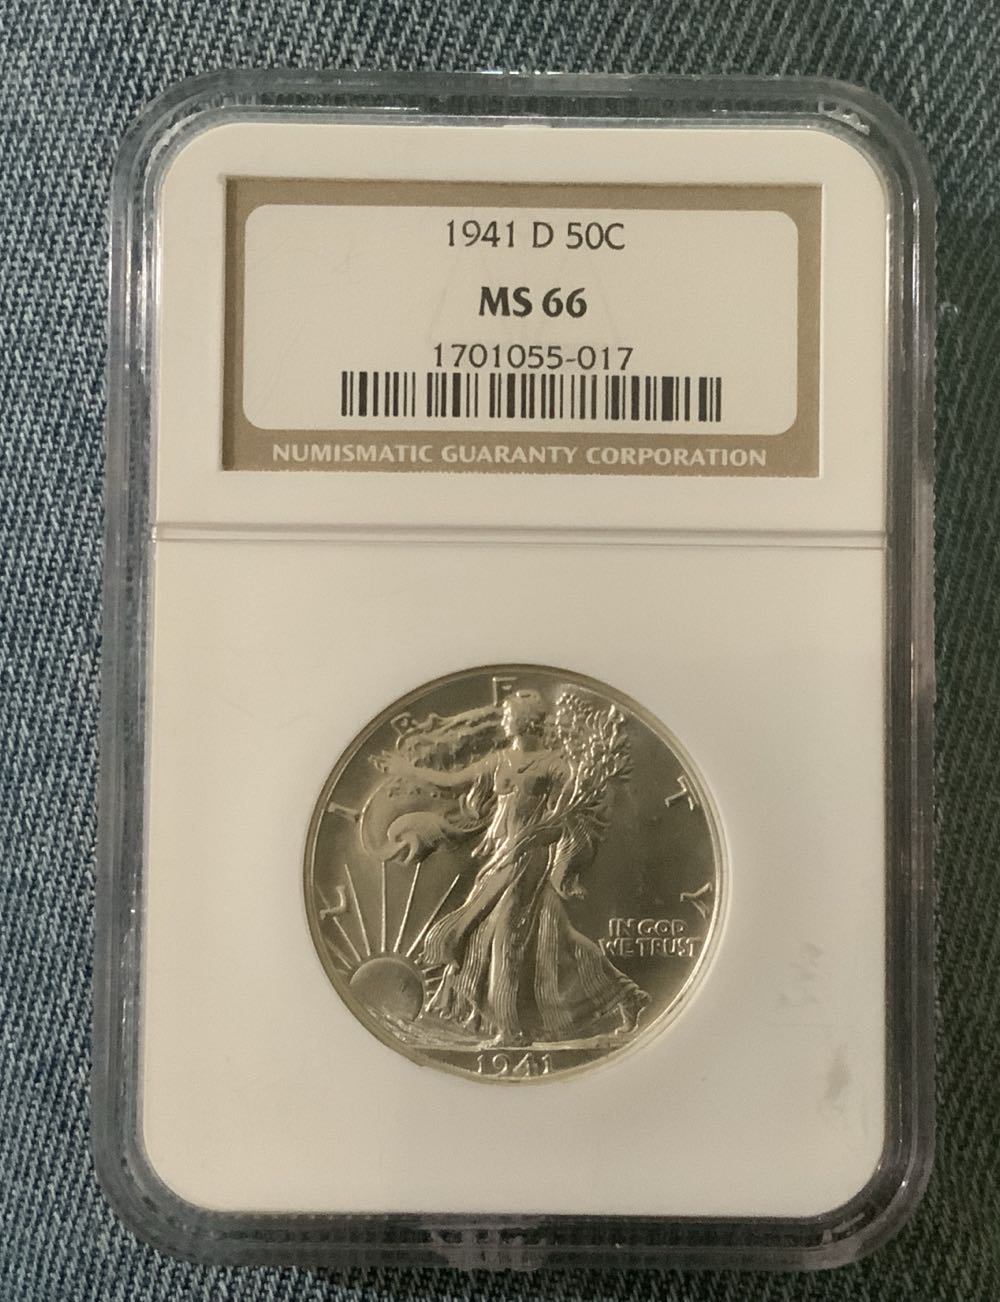 1941 D 50C
MS 66
1701055-017
NUMISMATIC GUARANTY CORPORATION
LIBERTY
IN GOD
WE TRUST
1941